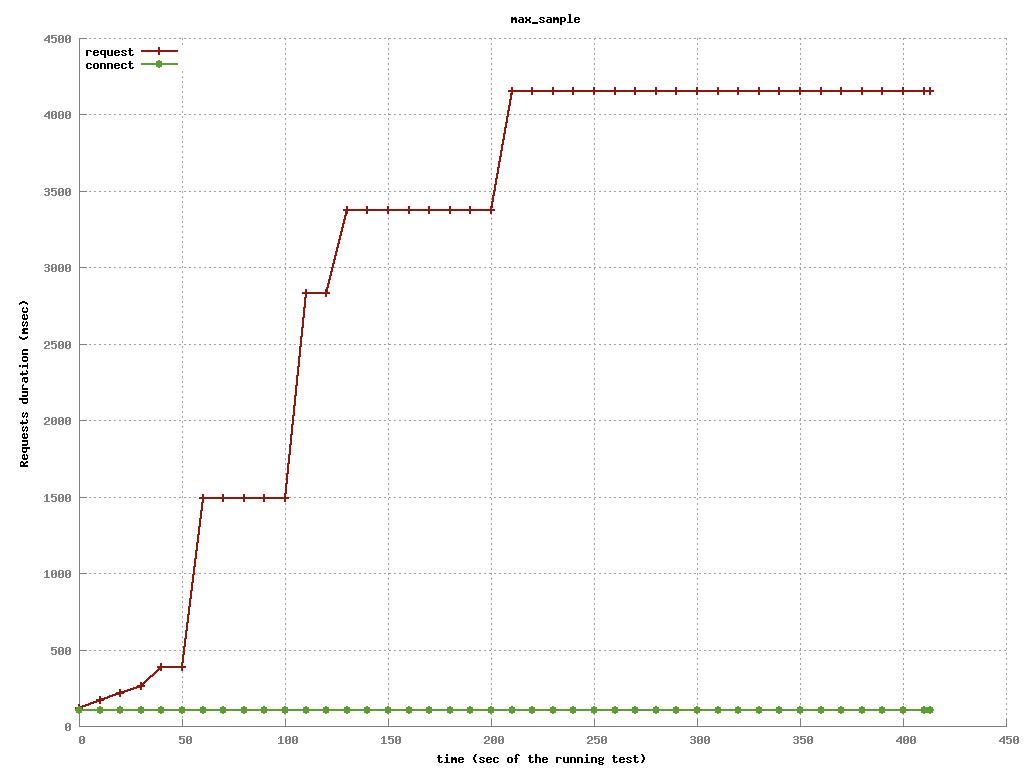 max_sample
request
connect
4500
4000
3500
3000
2500
2000
1500
1000
500
0
0 50 100 150 200 250 300 350 400 450
Requests duration (msec)
time (sec of the running test)